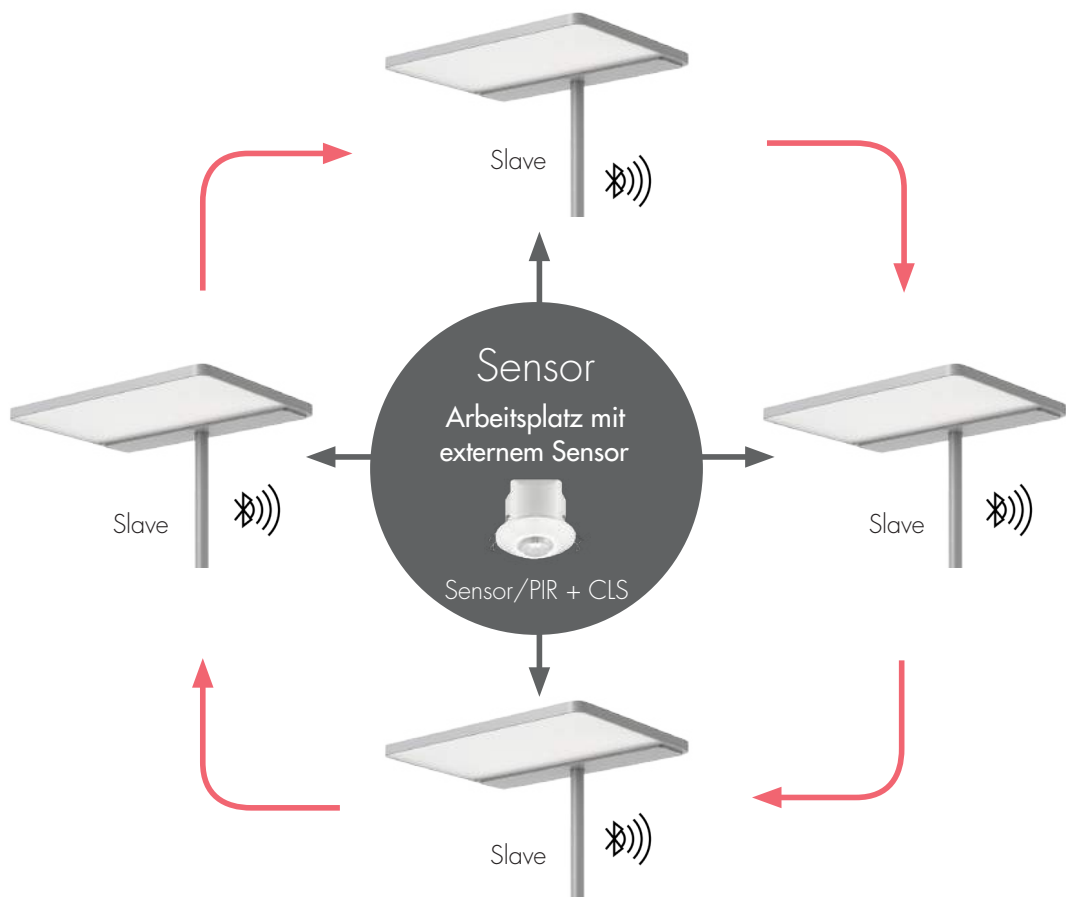 Slave
Sensor
Arbeitsplatz mit
externem Sensor
Sensor/PIR + CLS
Slave
Slave
Slave